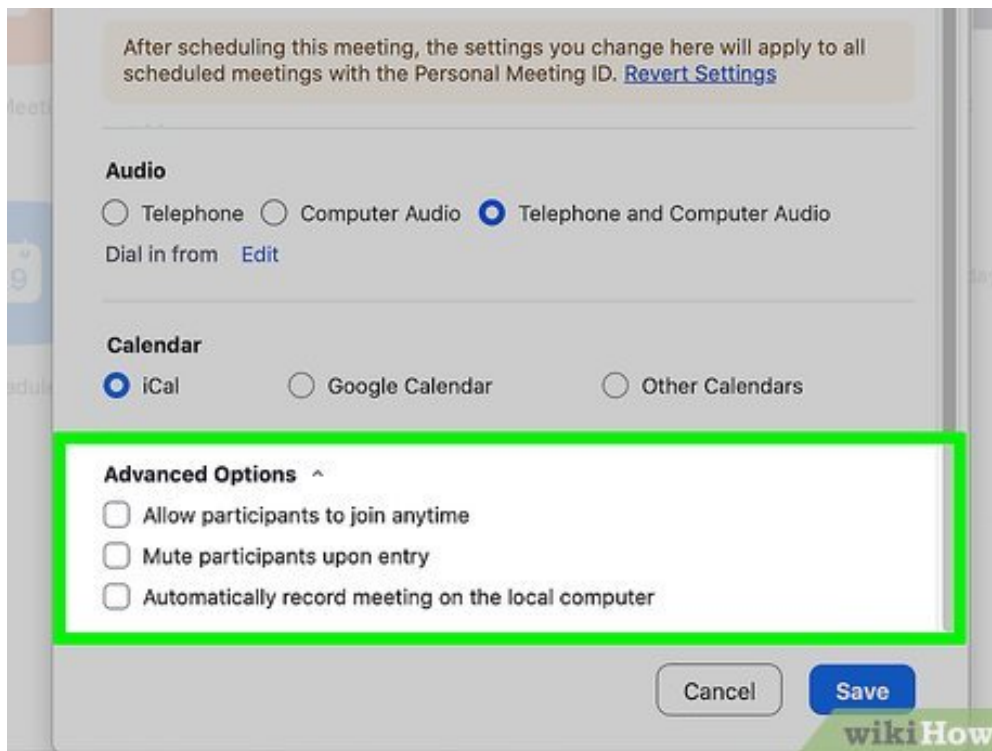 After scheduling this meeting, the settings you change here will apply to all
scheduled meetings with the Personal Meeting ID. Revert Settings
Audio
Telephone Computer Audio Telephone and Computer Audio
Dial in from Edit
Calendar
iCal Google Calendar Other Calendars
Advanced Options
Allow participants to join anytime
Mute participants upon entry
Automatically record meeting on the local computer
Cancel Save
wikiHow
9